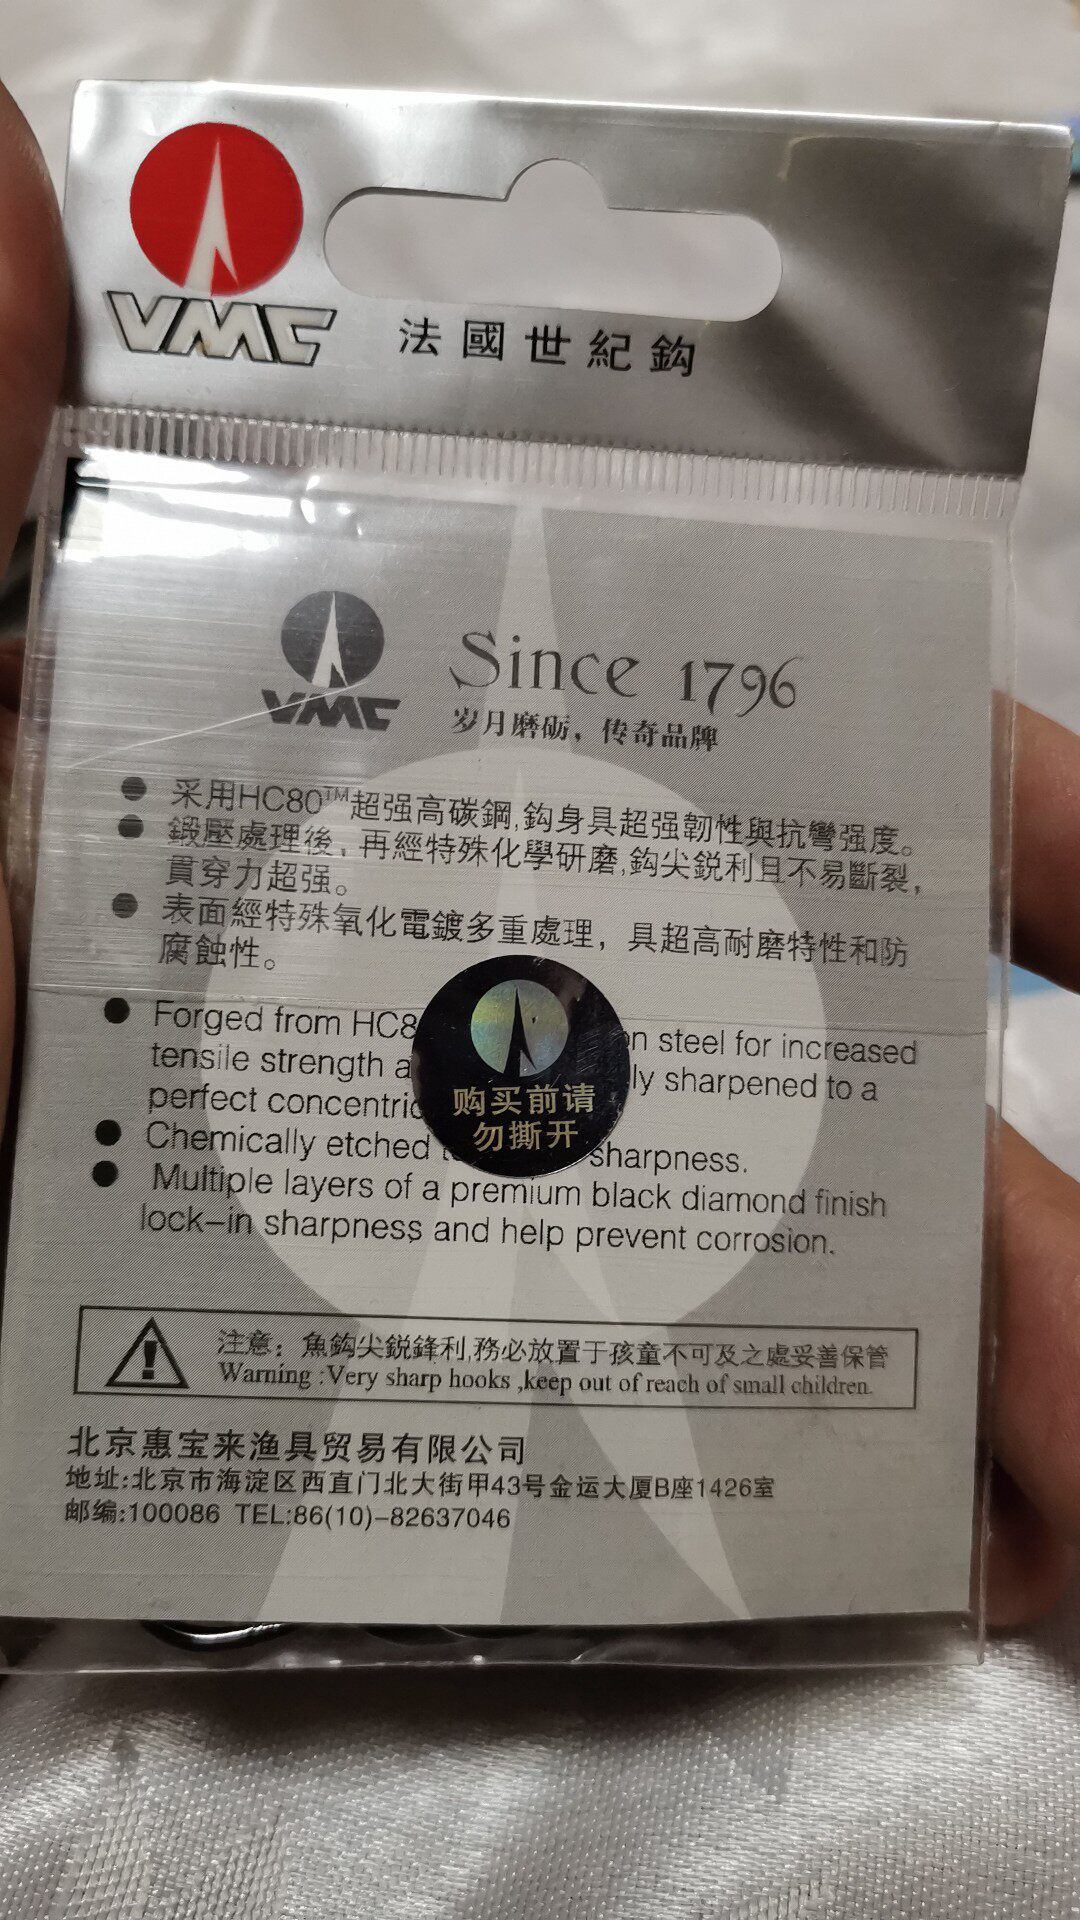 VMC
法國世紀鈎
VMC
Since 1796
岁月磨砺，传奇品牌
采用HC80™超强高碳鋼,鈎身具超强韌性與抗彎强度。
鍛壓處理後，再經特殊化學研磨,鈎尖鋭利且不易斷裂，
貫穿力超强。
表面經特殊氧化電鍍多重處理，具超高耐磨特性和防
腐蝕性。
Forged from HC8 n steel for increased
tensile strength a ly sharpened to a
perfect concentric
Chemically etched sharpness.
Multiple layers of a premium black diamond finish
lock-in sharpness and help prevent corrosion.
购买前请
勿撕开
注意：魚鈎尖鋭鋒利,務必放置于孩童不可及之處妥善保管
Warning :Very sharp hooks ,keep out of reach of small children.
北京惠宝来渔具贸易有限公司
地址:北京市海淀区西直门北大街甲43号金运大厦B座1426室
邮编:100086 TEL:86(10)-82637046